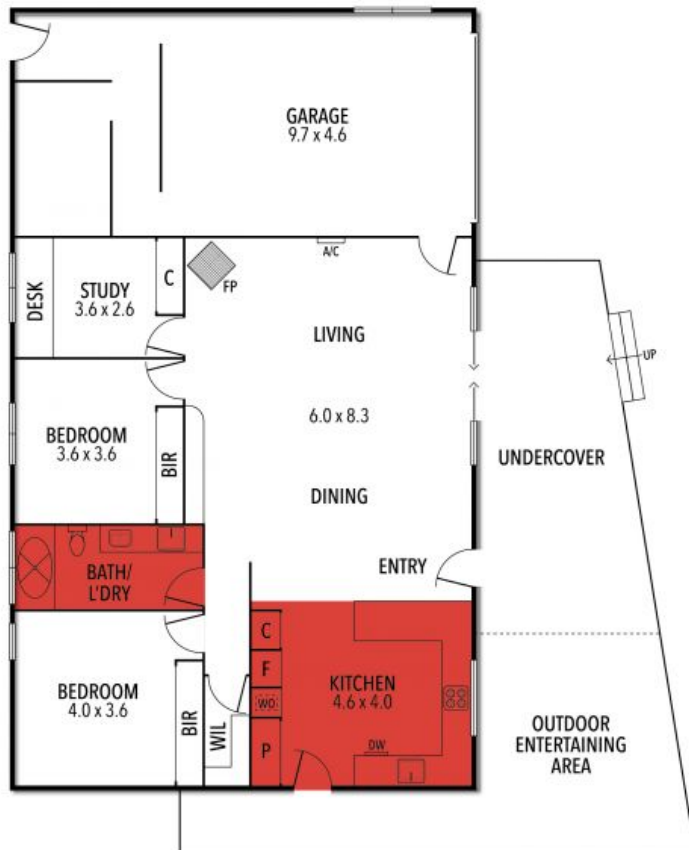 GARAGE
9.7 x 4.6
A/C
FP
C
STUDY
3.6 x 2.6
DESK
LIVING
UP
6.0 x 8.3
BEDROOM
3.6 x 3.6
BIR
UNDERCOVER
DINING
BATH/
L'DRY
ENTRY
C
F
WO
P
KITCHEN
4.6 x 4.0
DW
BEDROOM
4.0 x 3.6
BIR
WIL
OUTDOOR
ENTERTAINING
AREA